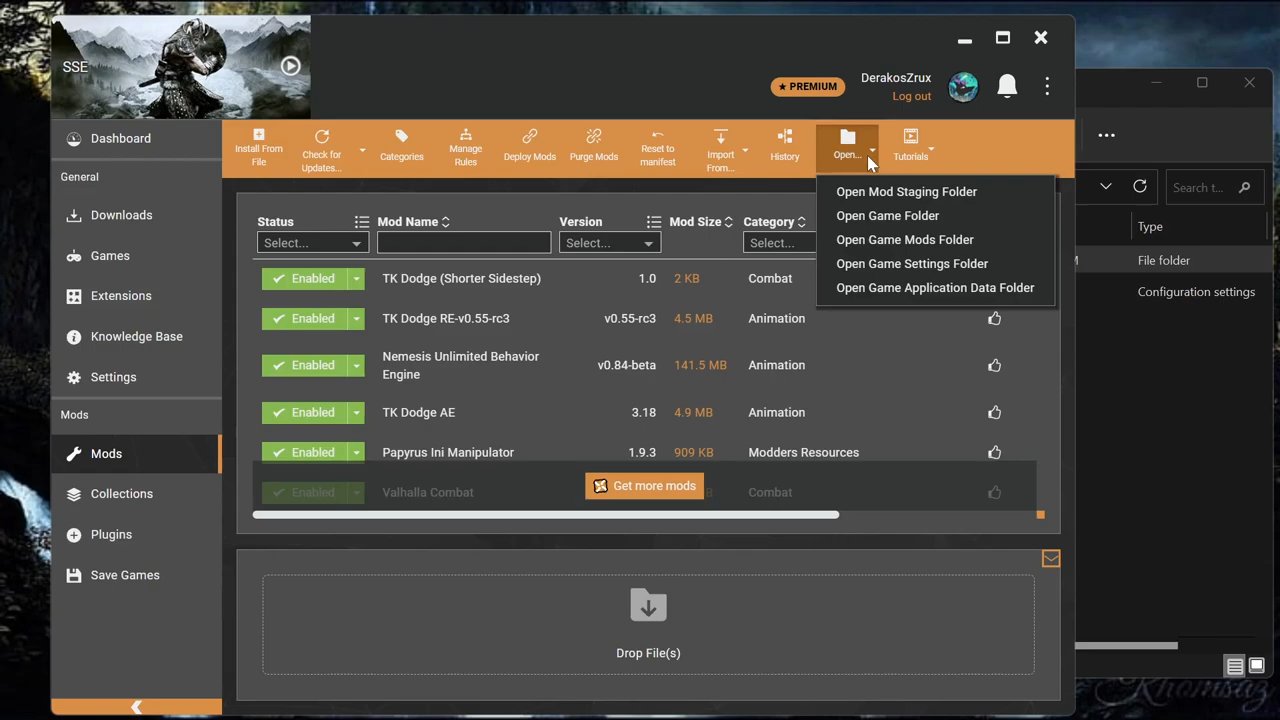 SSE
★ PREMIUM
DerakosZrux
Log out
Dashboard
General
Downloads
Games
Extensions
Knowledge Base
Settings
Mods
Mods
Collections
Plugins
Save Games
Install From
File
Check for
Updates...
Categories
Manage
Rules
Deploy Mods
Purge Mods
Reset to
manifest
Import
From...
History
Open...
Tutorials
Open Mod Staging Folder
Open Game Folder
Open Game Mods Folder
Open Game Settings Folder
Open Game Application Data Folder
Status
Mod Name
Version
Mod Size
Category
Select...
Select...
Select...
Enabled
TK Dodge (Shorter Sidestep)
1.0
2 KB
Combat
Enabled
TK Dodge RE-v0.55-rc3
v0.55-rc3
4.5 MB
Animation
Enabled
Nemesis Unlimited Behavior
Engine
v0.84-beta
141.5 MB
Animation
Enabled
TK Dodge AE
3.18
4.9 MB
Animation
Enabled
Papyrus Ini Manipulator
1.9.3
909 KB
Modders Resources
Enabled
Valhalla Combat
Combat
Get more mods
Drop File(s)
Search t...
Type
File folder
Configuration settings
Khomsaz